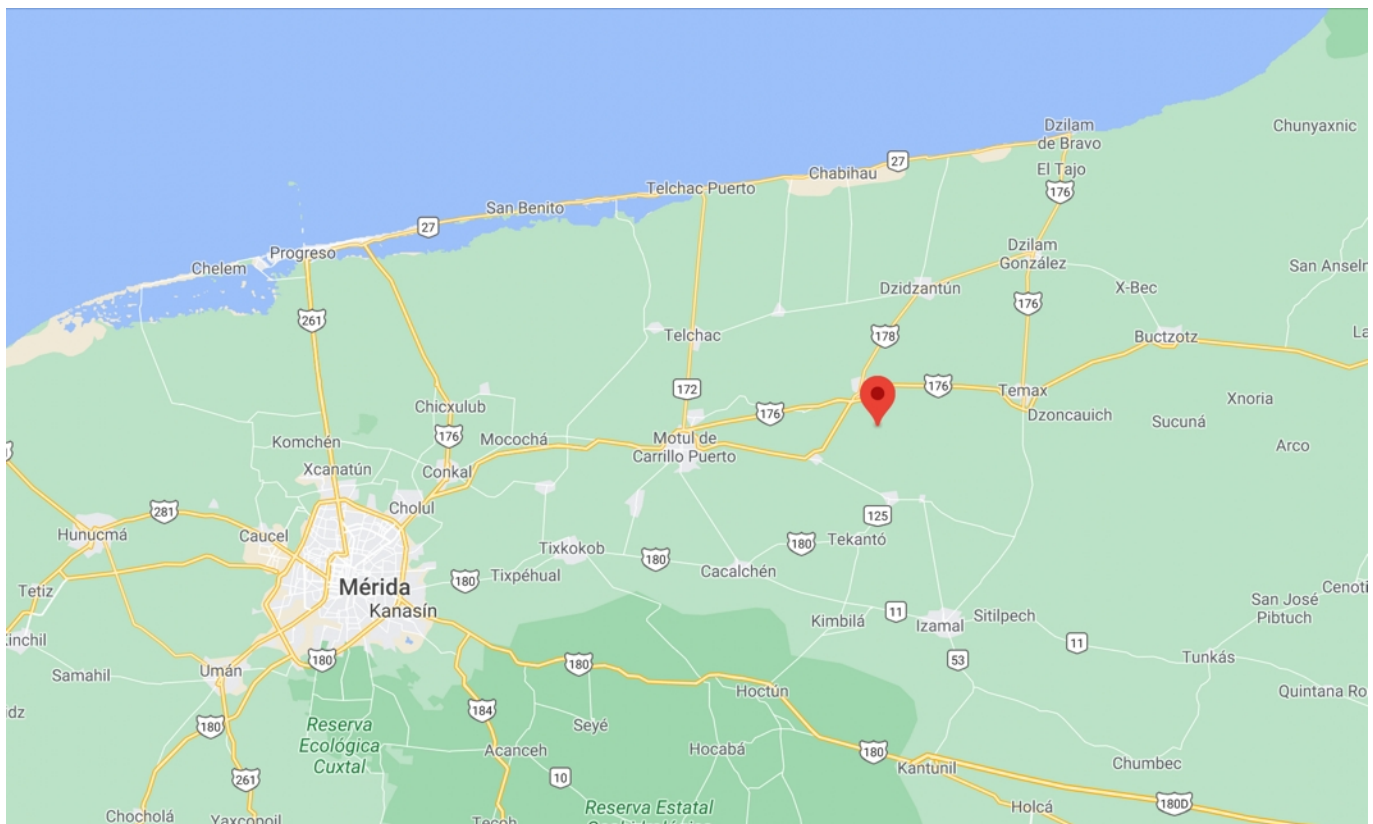 Dzilam
de Bravo
Chunyaxnic
27
Chabihau
El Tajo
176
Telchac Puerto
San Benito
27
Progreso
Chelem
Dzilam
González
San Anselm
Dzidzantún
X-Bec
176
261
Telchac
178
Buctzotz
La
172
176
Temax
Xnoria
Chicxulub
176
Dzoncauich
Sucuná
Komchén
176
Mocochá
Motul de
Carrillo Puerto
Arco
Xcanatún
Conkal
281
Cholul
125
Hunucmá
Caucel
Tixkokob
180
180
Tekantó
Tetiz
Mérida
180
Tixpéhual
Cacalchén
Cenoti
San José
Pibtuch
Kanasín
11
Kimbilá
Izamal
Sitilpech
kinchil
11
180
180
53
Tunkás
Samahil
Umán
Hoctún
Quintana Ro
idz
184
180
Seyé
Reserva
Ecológica
Cuxtal
Acanceh
Hocabá
180
Kantunil
Chumbec
261
10
Chocholá
Yaxcopoil
Tecoh
Reserva Estatal
Holcá
180D